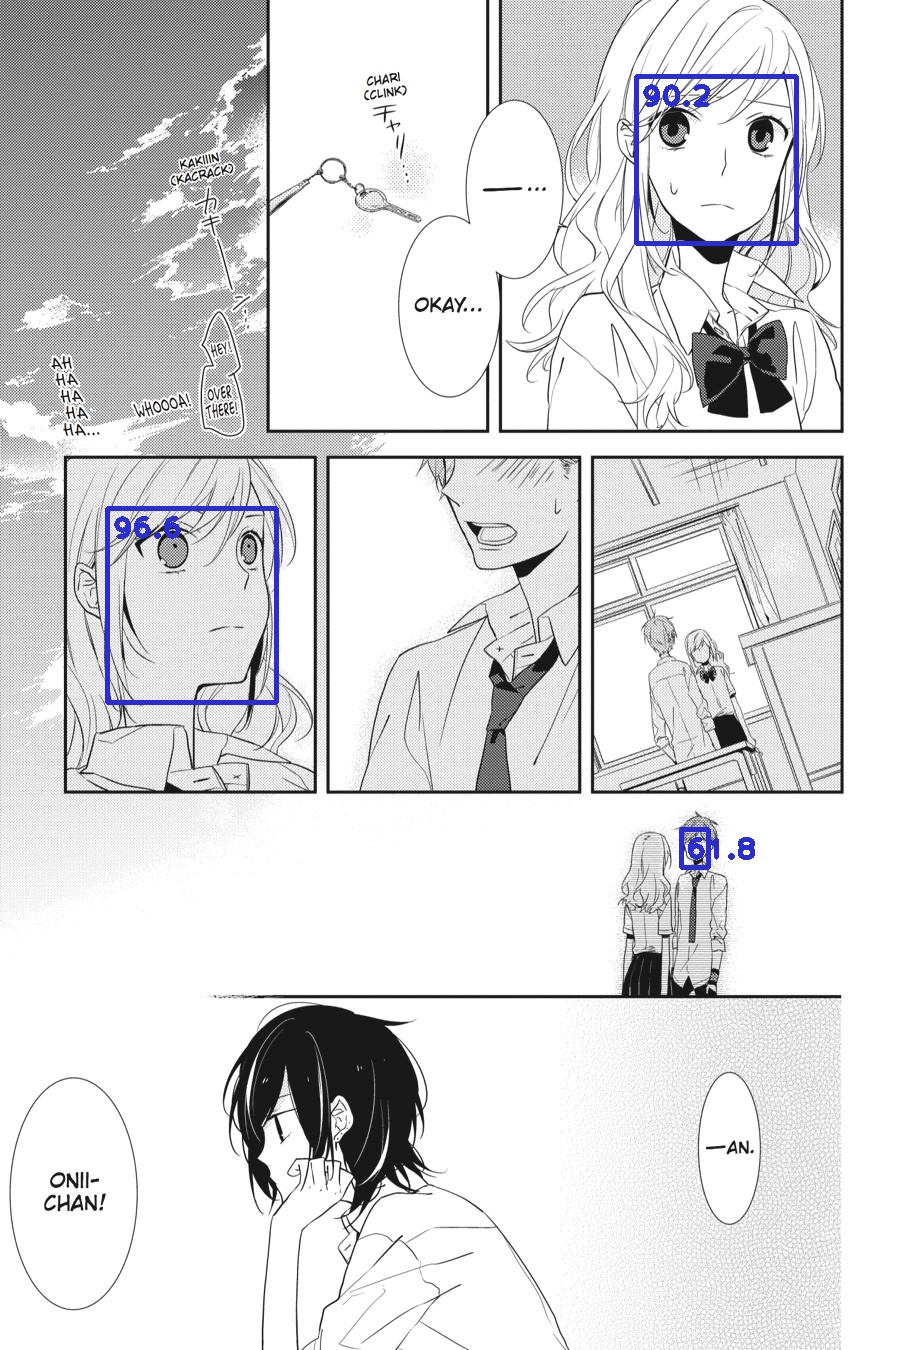 CHARI
(CLINK)
チャリ
90.2
— ...
OKAY...
KAKIIIN
(KACRACK)
カキーン
HEY!
OVER
THERE!
WHOOOA!
AH
HA
HA
HA
HA...
96.6
61.8
—AN.
ONII-
CHAN!